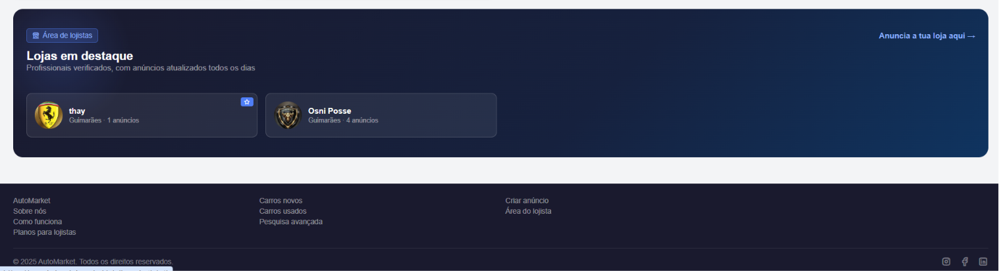 Área de lojistas
Anuncia a tua loja aqui →
Lojas em destaque
Profissionais verificados, com anúncios atualizados todos os dias
thay
Guimarães · 1 anúncios
Osni Posse
Guimarães · 4 anúncios
AutoMarket
Sobre nós
Como funciona
Planos para lojistas
Carros novos
Carros usados
Pesquisa avançada
Criar anúncio
Área do lojista
© 2025 AutoMarket. Todos os direitos reservados.